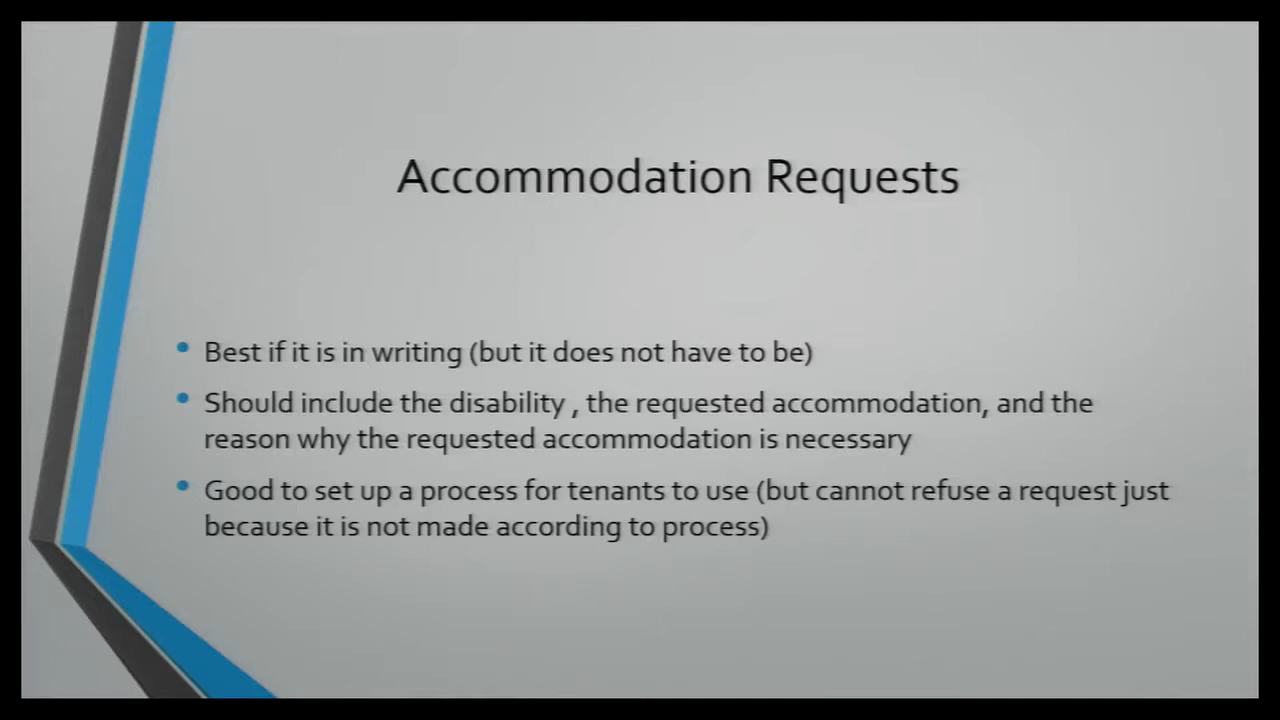 Accommodation Requests
• Best if it is in writing (but it does not have to be)
• Should include the disability , the requested accommodation, and the
reason why the requested accommodation is necessary
• Good to set up a process for tenants to use (but cannot refuse a request just
because it is not made according to process)